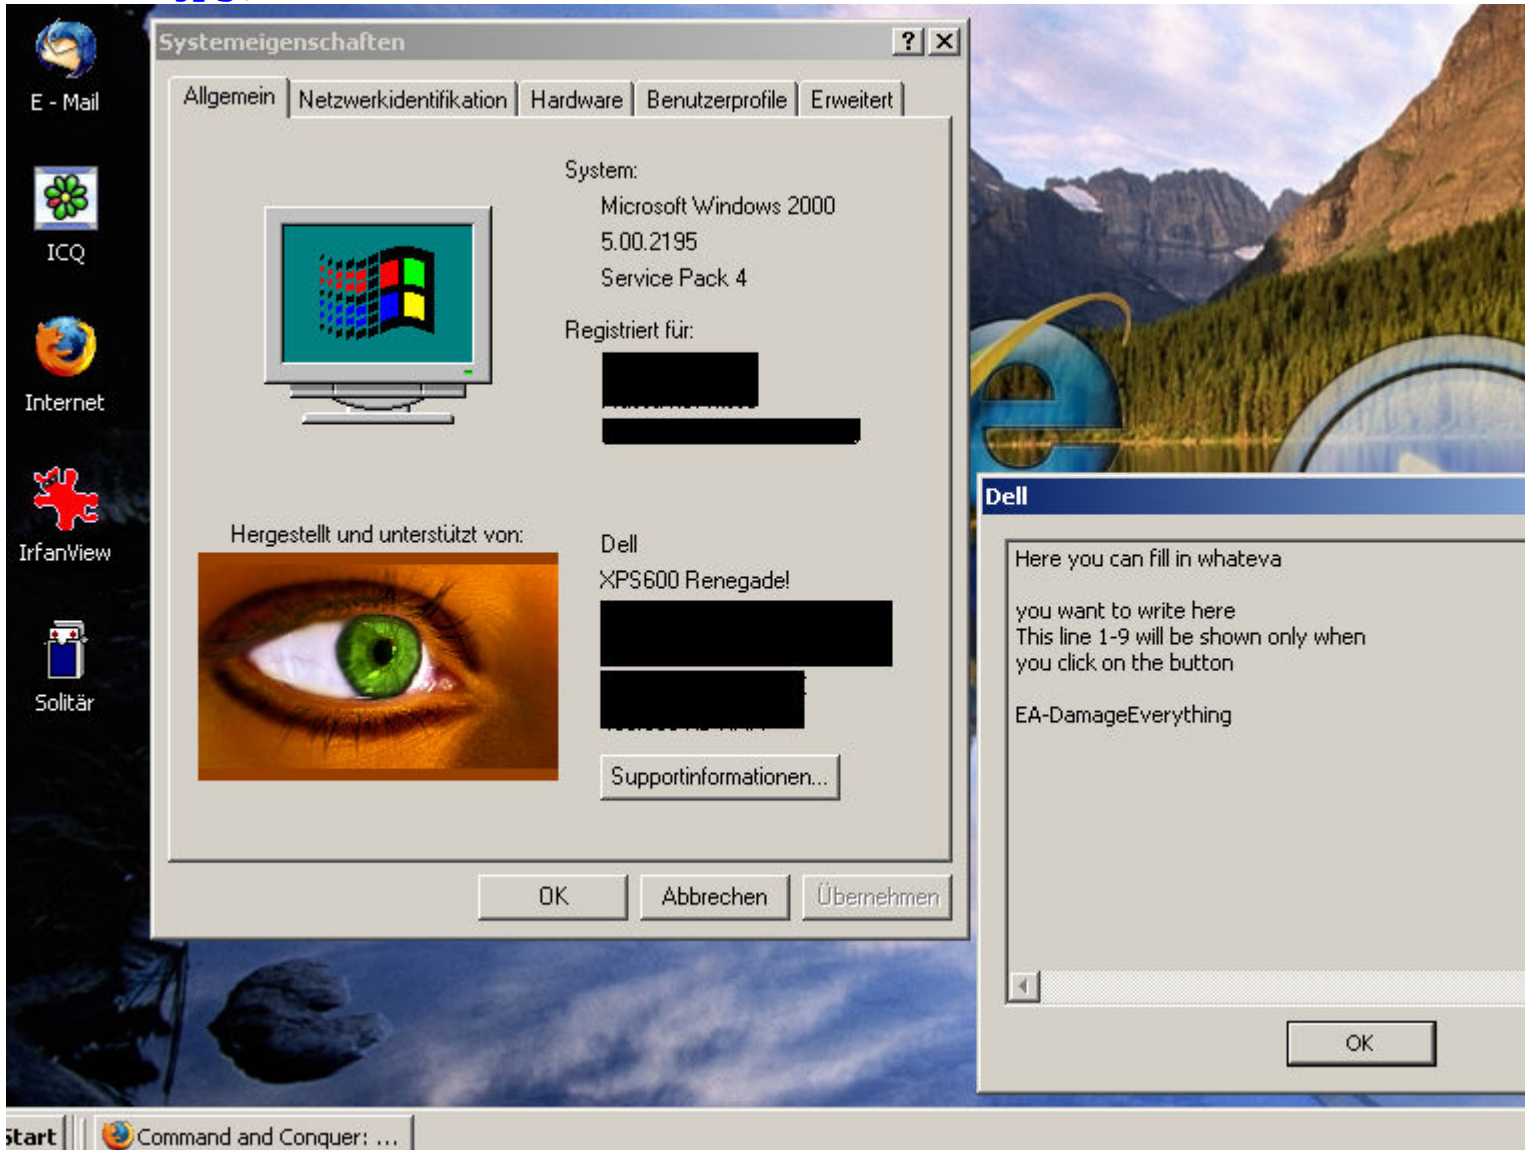 E - Mail
ICQ
Internet
IrfanView
Solitär
Systemeigenschaften
Allgemein
Netzwerkidentifikation
Hardware
Benutzerprofile
Erweitert
System:
Microsoft Windows 2000
5.00.2195
Service Pack 4
Registriert für:
Hergestellt und unterstützt von:
Dell
XPS600 Renegade!
Supportinformationen...
OK
Abbrechen
Übernehmen
Dell
Here you can fill in whateva
you want to write here
This line 1-9 will be shown only when
you click on the button
EA-DamageEverything
OK
Start
Command and Conquer: ...